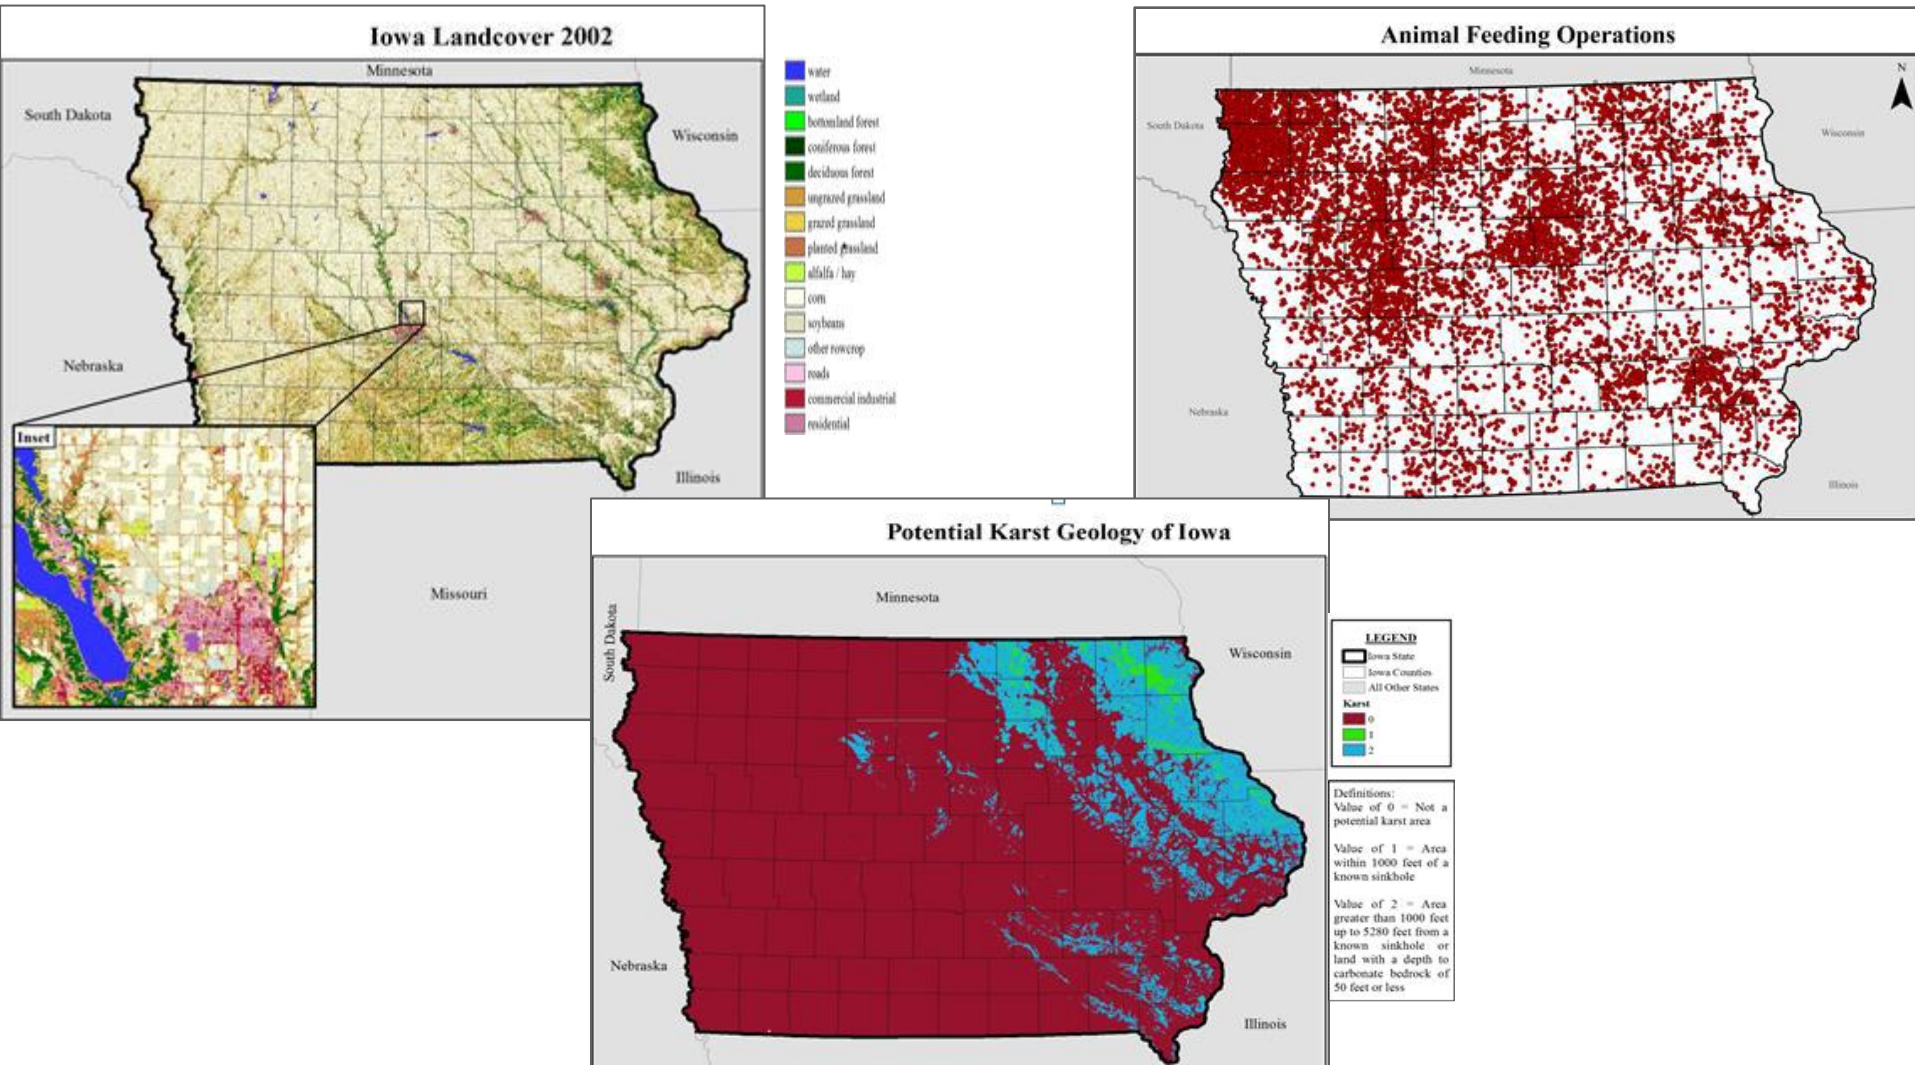 Iowa Landcover 2002
Minnesota
South Dakota
Wisconsin
Nebraska
Illinois
Missouri
Inset
water
wetland
bottomland forest
coniferous forest
deciduous forest
ungrazed grassland
grazed grassland
planted grassland
alfalfa / hay
corn
soybeans
other rowcrop
roads
commercial industrial
residential
Animal Feeding Operations
N
Minnesota
South Dakota
Wisconsin
Nebraska
Illinois
Potential Karst Geology of Iowa
Minnesota
South Dakota
Wisconsin
Nebraska
Illinois
LEGEND
Iowa State
Iowa Counties
All Other States
Karst
0
1
2
Definitions:
Value of 0 = Not a
potential karst area
Value of 1 = Area
within 1000 feet of a
known sinkhole
Value of 2 = Area
greater than 1000 feet
up to 5280 feet from a
known sinkhole or
land with a depth to
carbonate bedrock of
50 feet or less